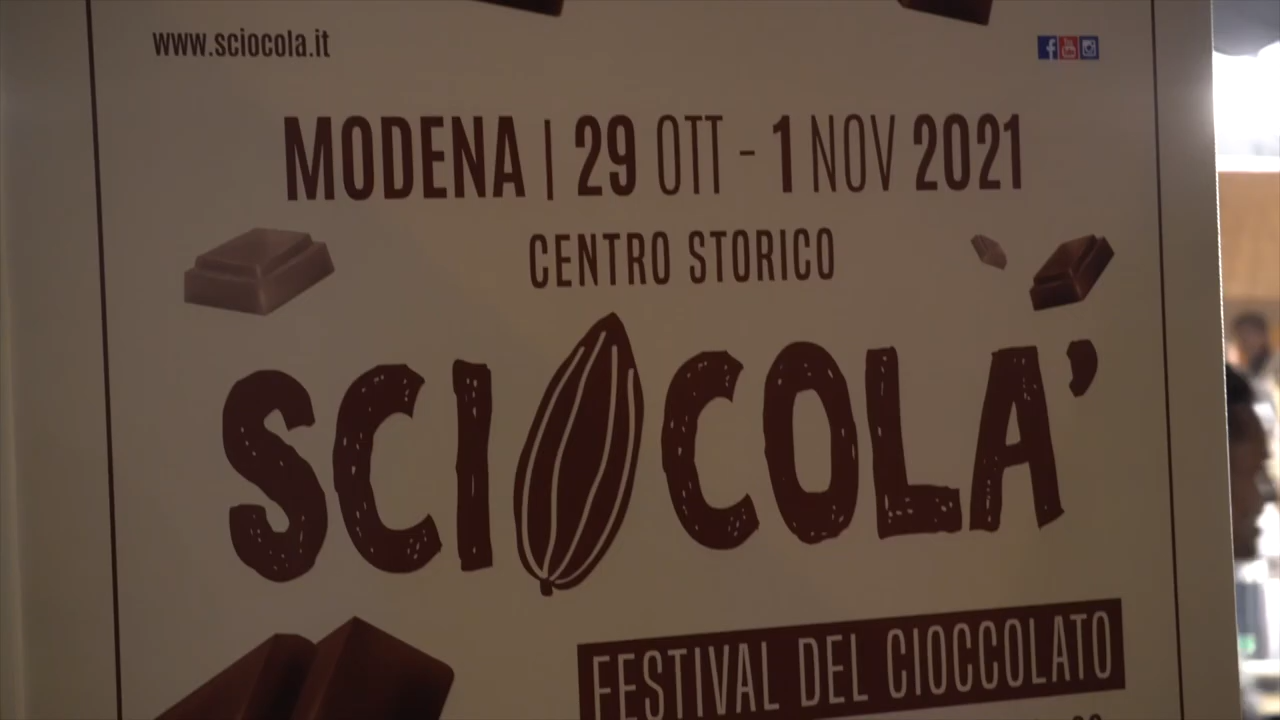 www.sciocola.it
MODENA | 29 OTT - 1 NOV 2021
CENTRO STORICO
SCIOCOLA'
FESTIVAL DEL CIOCCOLATO